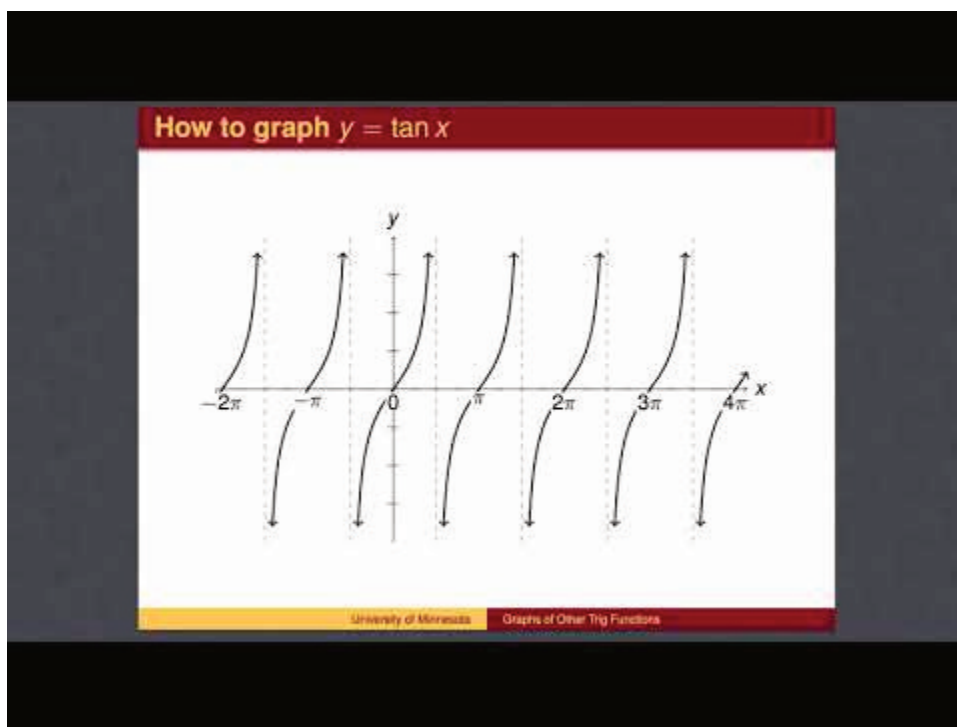 How to graph y = tan x
y
−2π −π 0 π 2π 3π 4π x
University of Minnesota Graphs of Other Trig Functions